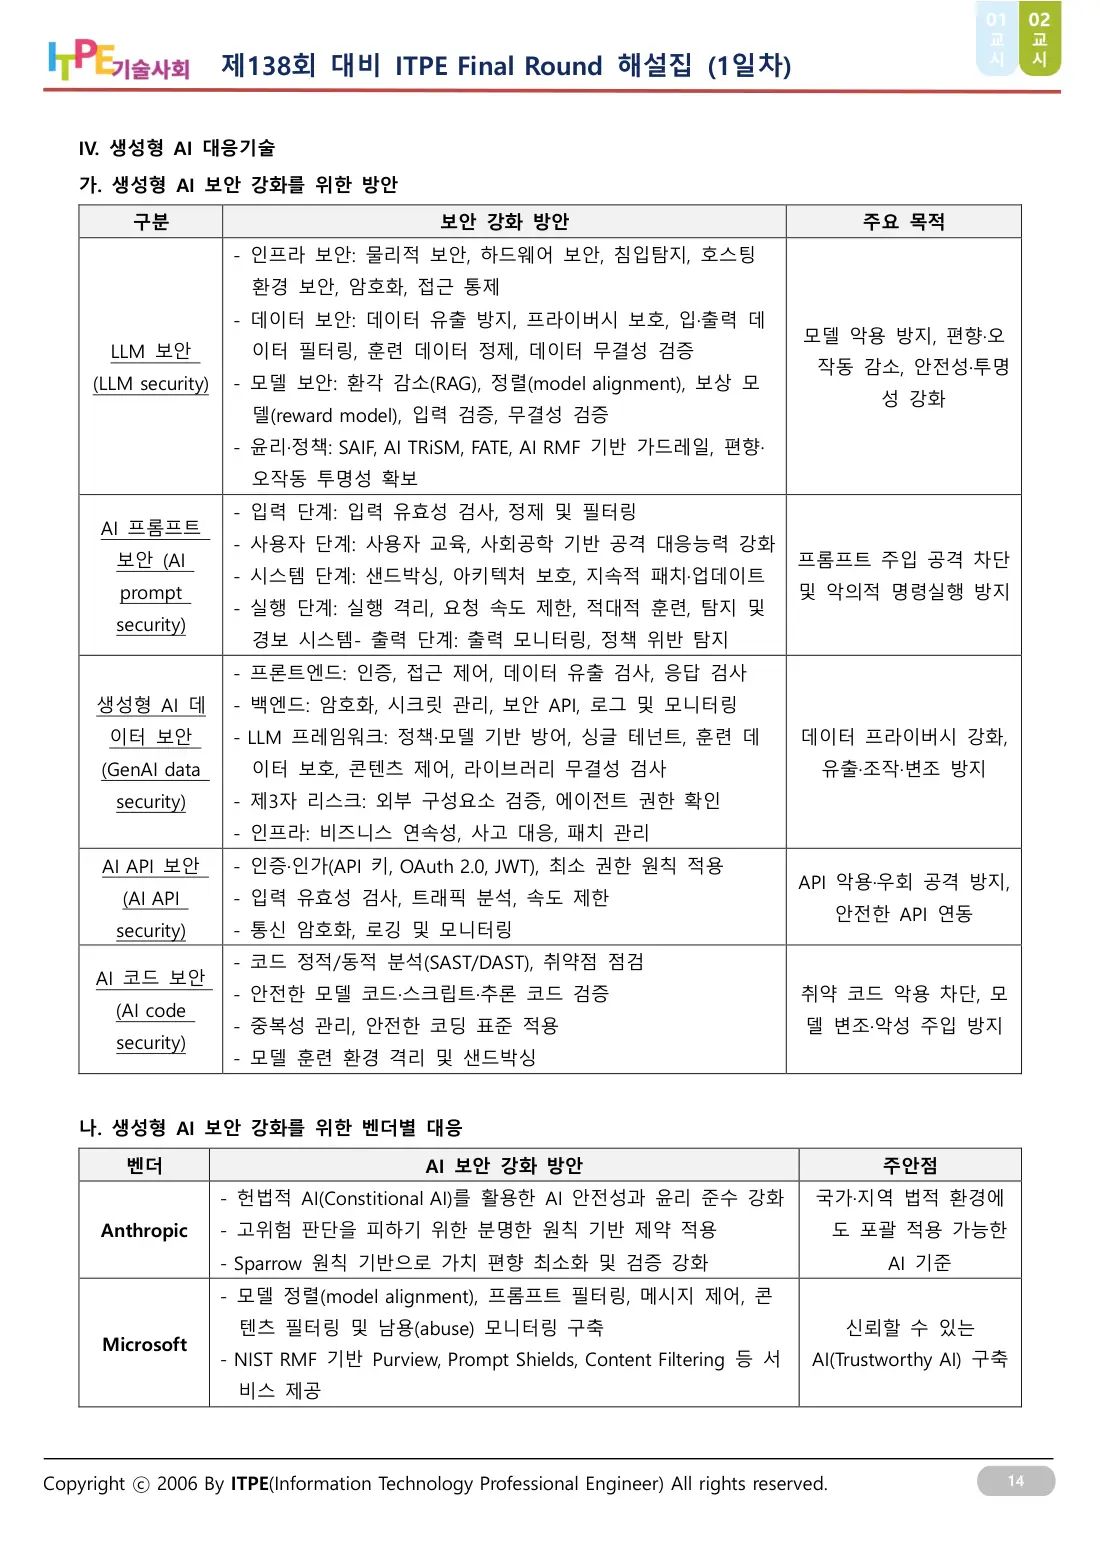 01
교
시
02
교
시
ITPE기술사회 제138회 대비 ITPE Final Round 해설집 (1일차)
IV. 생성형 AI 대응기술
가. 생성형 AI 보안 강화를 위한 방안
구분 보안 강화 방안 주요 목적
LLM 보안
(LLM security)
- 인프라 보안: 물리적 보안, 하드웨어 보안, 침입탐지, 호스팅
환경 보안, 암호화, 접근 통제
- 데이터 보안: 데이터 유출 방지, 프라이버시 보호, 입·출력 데
이터 필터링, 훈련 데이터 정제, 데이터 무결성 검증
- 모델 보안: 환각 감소(RAG), 정렬(model alignment), 보상 모
델(reward model), 입력 검증, 무결성 검증
- 윤리·정책: SAIF, AI TRiSM, FATE, AI RMF 기반 가드레일, 편향·
오작동 투명성 확보
모델 악용 방지, 편향·오
작동 감소, 안전성·투명
성 강화
AI 프롬프트
보안 (AI
prompt
security)
- 입력 단계: 입력 유효성 검사, 정제 및 필터링
- 사용자 단계: 사용자 교육, 사회공학 기반 공격 대응능력 강화
- 시스템 단계: 샌드박싱, 아키텍처 보호, 지속적 패치·업데이트
- 실행 단계: 실행 격리, 요청 속도 제한, 적대적 훈련, 탐지 및
경보 시스템- 출력 단계: 출력 모니터링, 정책 위반 탐지
프롬프트 주입 공격 차단
및 악의적 명령실행 방지
생성형 AI 데
이터 보안
(GenAI data
security)
- 프론트엔드: 인증, 접근 제어, 데이터 유출 검사, 응답 검사
- 백엔드: 암호화, 시크릿 관리, 보안 API, 로그 및 모니터링
- LLM 프레임워크: 정책·모델 기반 방어, 싱글 테넌트, 훈련 데
이터 보호, 콘텐츠 제어, 라이브러리 무결성 검사
- 제3자 리스크: 외부 구성요소 검증, 에이전트 권한 확인
- 인프라: 비즈니스 연속성, 사고 대응, 패치 관리
데이터 프라이버시 강화,
유출·조작·변조 방지
AI API 보안
(AI API
security)
- 인증·인가(API 키, OAuth 2.0, JWT), 최소 권한 원칙 적용
- 입력 유효성 검사, 트래픽 분석, 속도 제한
- 통신 암호화, 로깅 및 모니터링
API 악용·우회 공격 방지,
안전한 API 연동
AI 코드 보안
(AI code
security)
- 코드 정적/동적 분석(SAST/DAST), 취약점 점검
- 안전한 모델 코드·스크립트·추론 코드 검증
- 중복성 관리, 안전한 코딩 표준 적용
- 모델 훈련 환경 격리 및 샌드박싱
취약 코드 악용 차단, 모
델 변조·악성 주입 방지
나. 생성형 AI 보안 강화를 위한 벤더별 대응
벤더 AI 보안 강화 방안 주안점
Anthropic
- 헌법적 AI(Constitional AI)를 활용한 AI 안전성과 윤리 준수 강화
- 고위험 판단을 피하기 위한 분명한 원칙 기반 제약 적용
- Sparrow 원칙 기반으로 가치 편향 최소화 및 검증 강화
국가·지역 법적 환경에
도 포괄 적용 가능한
AI 기준
Microsoft
- 모델 정렬(model alignment), 프롬프트 필터링, 메시지 제어, 콘
텐츠 필터링 및 남용(abuse) 모니터링 구축
- NIST RMF 기반 Purview, Prompt Shields, Content Filtering 등 서
비스 제공
신뢰할 수 있는
AI(Trustworthy AI) 구축
Copyright ⓒ 2006 By ITPE(Information Technology Professional Engineer) All rights reserved.
14